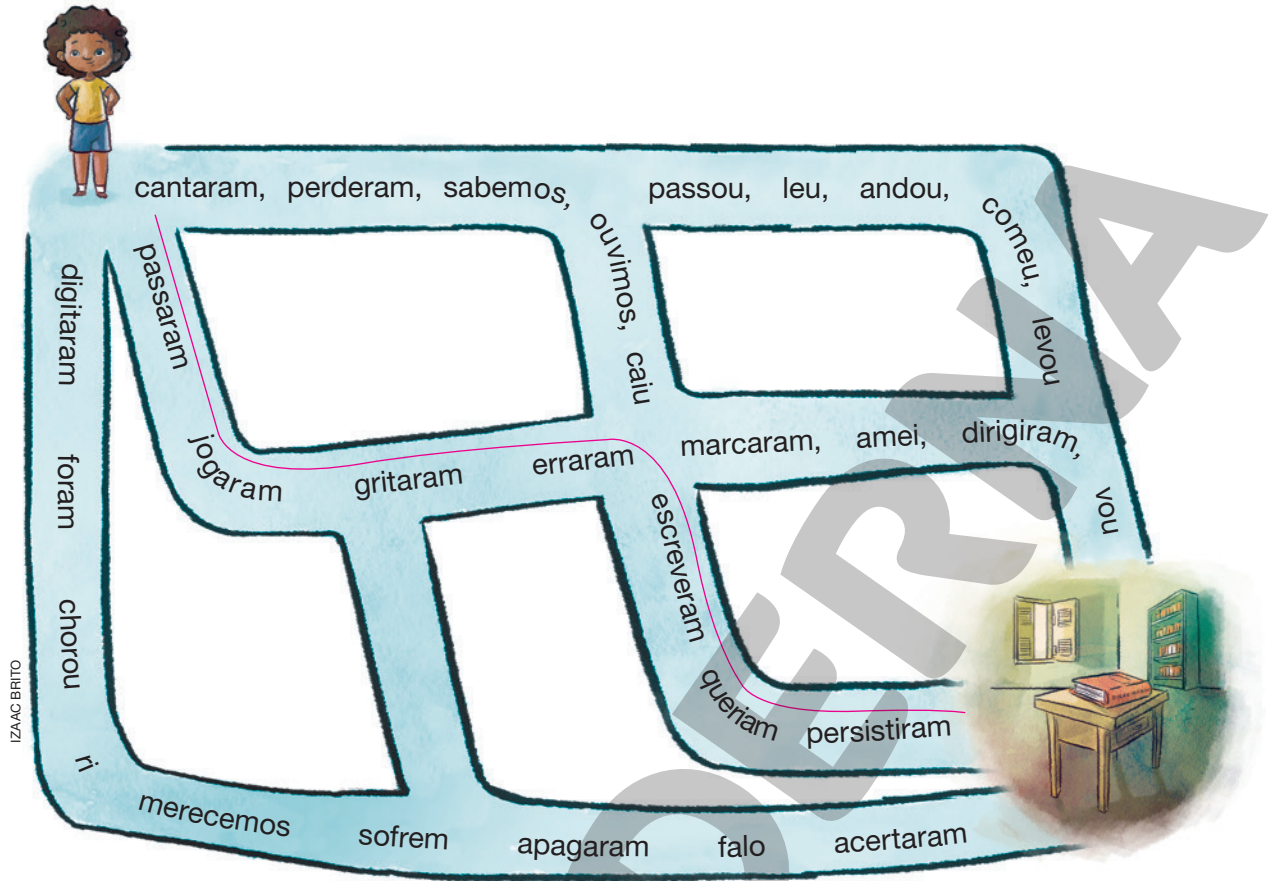 cantaram, perderam, sabemos, passou, leu, andou,
comeu,
levou
ouvimos,
caiu
passaram
digitaram
jogaram
gritaram
erraram
marcaram, amei, dirigiram,
vou
foram
escreveram
chorou
queriam
persistiram
ri
merecemos
sofrem
apagaram
falo
acertaram
IZAAC BRITO
DERNA